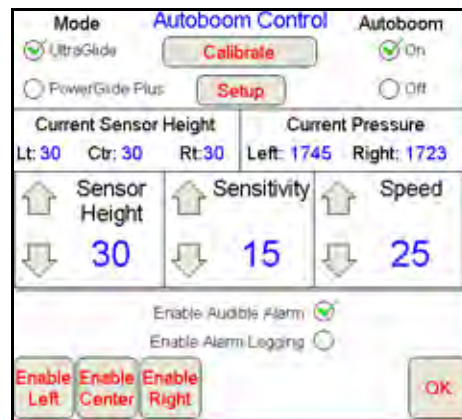 Mode Autoboom Control Autoboom
UltraGlide Calibrate On
PowerGlide Plus Setup Off
Current Sensor Height Current Pressure
Lt: 30 Ctr: 30 Rt:30 Left: 1745 Right: 1723
Sensor Height Sensitivity Speed
30 15 25
Enable Audible Alarm
Enable Alarm Logging
Enable Left Enable Center Enable Right OK